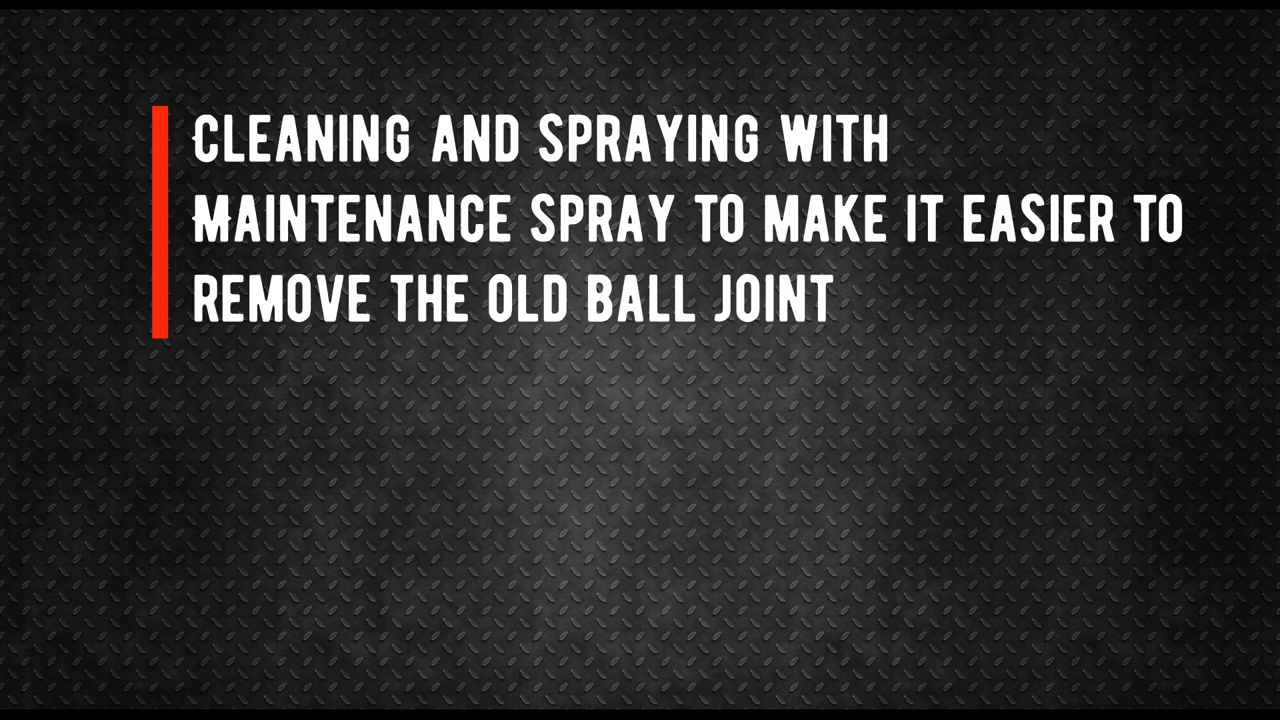 Cleaning and Spraying with
Maintenance spray to make it easier to
remove the old ball joint